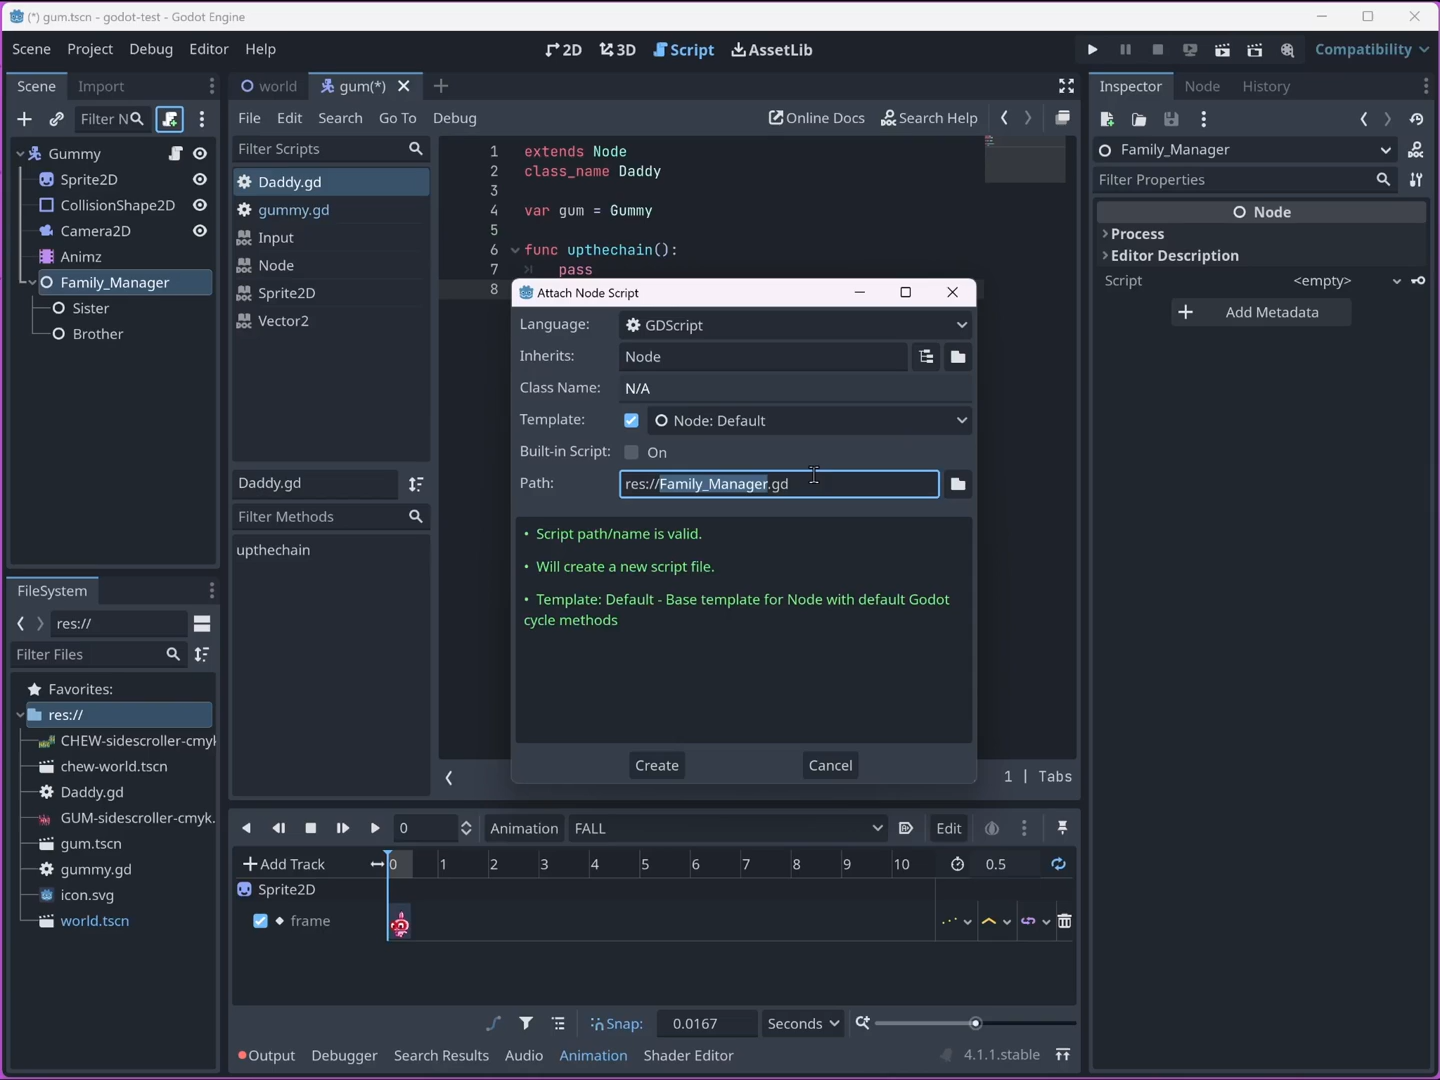 (*) gum.tscn - godot-test - Godot Engine
Scene Project Debug Editor Help
2D 3D Script AssetLib
Compatibility
Scene Import
Filter N
Gummy
Sprite2D
CollisionShape2D
Camera2D
Animz
Family_Manager
Sister
Brother
FileSystem
res://
Filter Files
Favorites:
res://
CHEW-sidescroller-cmyk
chew-world.tscn
Daddy.gd
GUM-sidescroller-cmyk.
gum.tscn
gummy.gd
icon.svg
world.tscn
world gum(*)
File Edit Search Go To Debug
Online Docs Search Help
Filter Scripts
Daddy.gd
gummy.gd
Input
Node
Sprite2D
Vector2
Daddy.gd
Filter Methods
upthechain
1 extends Node
2 class_name Daddy
3
4 var gum = Gummy
5
6 func upthechain():
7 pass
8
Attach Node Script
Language: GDScript
Inherits: Node
Class Name: N/A
Template: Node: Default
Built-in Script: On
Path: res://Family_Manager.gd
• Script path/name is valid.
• Will create a new script file.
• Template: Default - Base template for Node with default Godot
cycle methods
Create Cancel
1 | Tabs
0 Animation FALL Edit
Add Track 0 1 2 3 4 5 6 7 8 9 10 0.5
Sprite2D
frame
Snap: 0.0167 Seconds
Output Debugger Search Results Audio Animation Shader Editor 4.1.1.stable
Inspector Node History
Family_Manager
Filter Properties
Node
Process
Editor Description
Script <empty>
Add Metadata